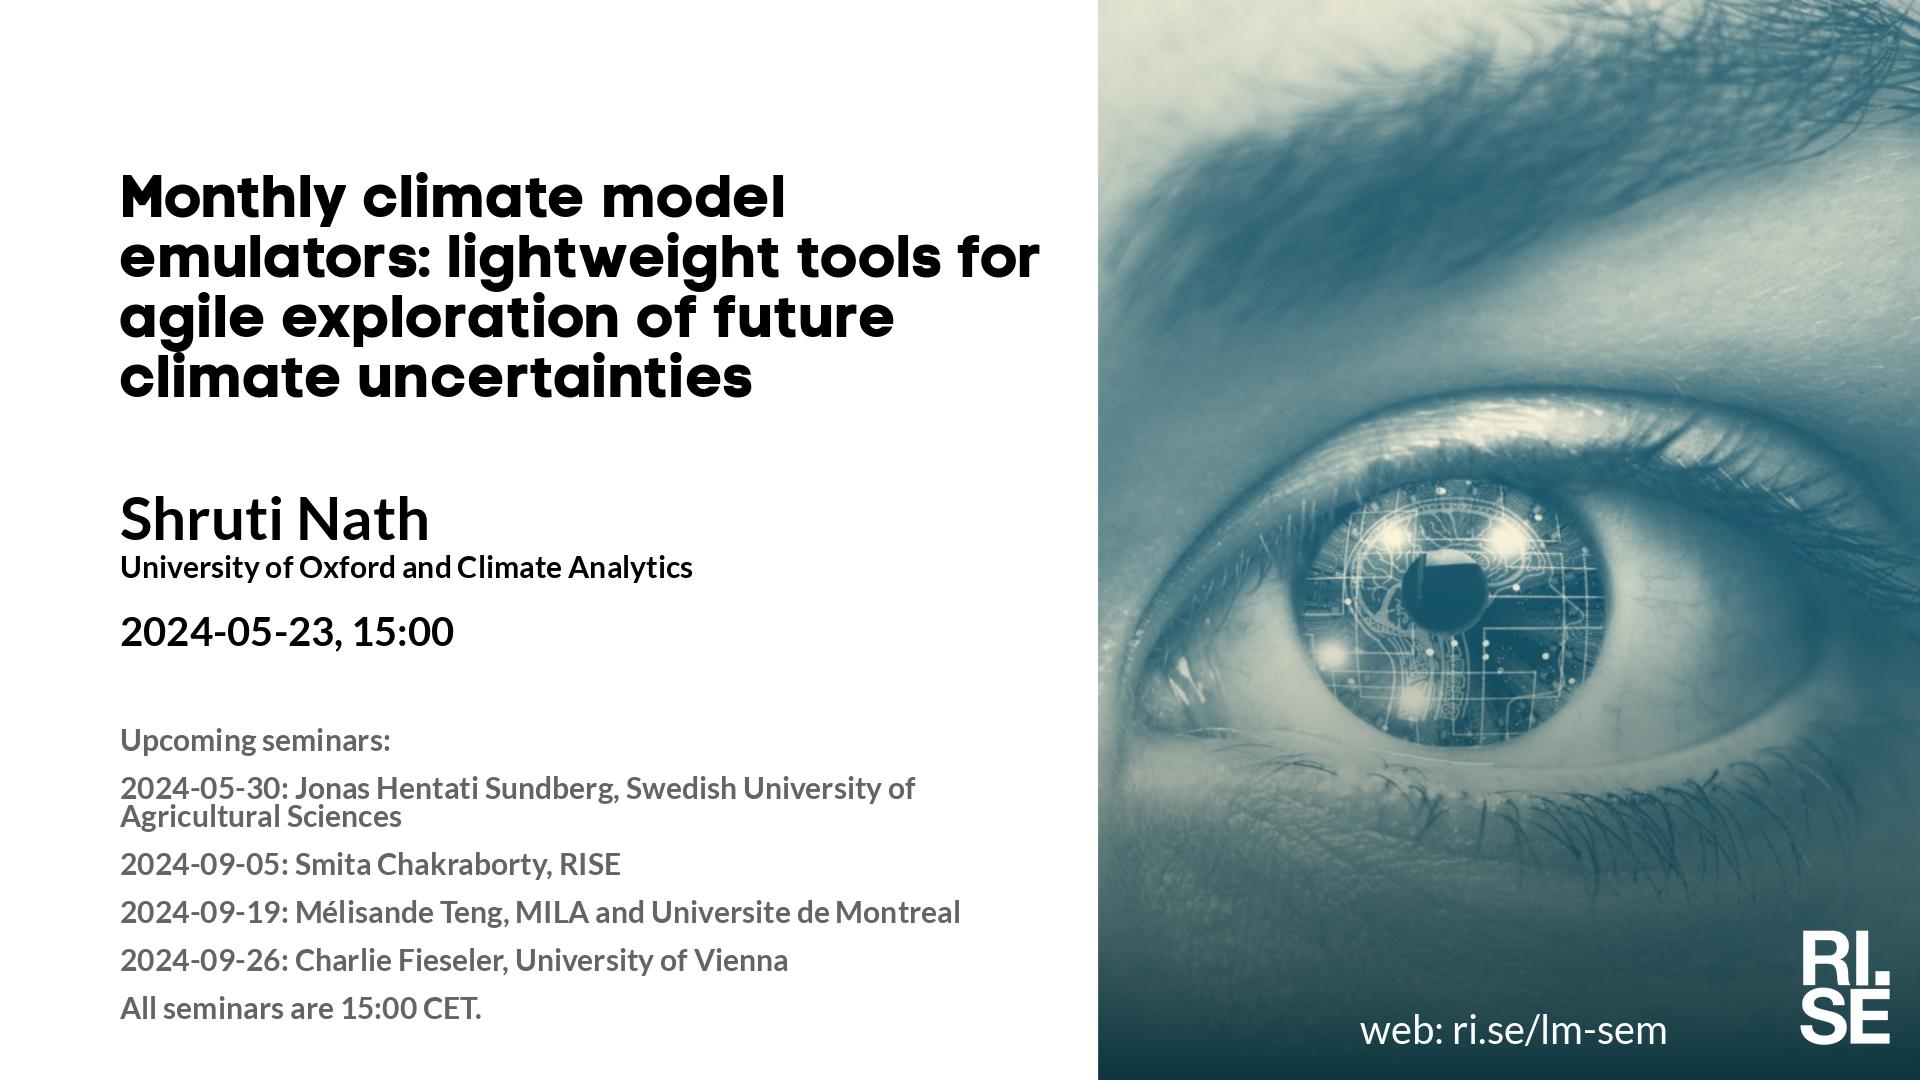 Monthly climate model
emulators: lightweight tools for
agile exploration of future
climate uncertainties
Shruti Nath
University of Oxford and Climate Analytics
2024-05-23, 15:00
Upcoming seminars:
2024-05-30: Jonas Hentati Sundberg, Swedish University of
Agricultural Sciences
2024-09-05: Smita Chakraborty, RISE
2024-09-19: Mélisande Teng, MILA and Universite de Montreal
2024-09-26: Charlie Fieseler, University of Vienna
All seminars are 15:00 CET.
web: ri.se/lm-sem
RI.
SE